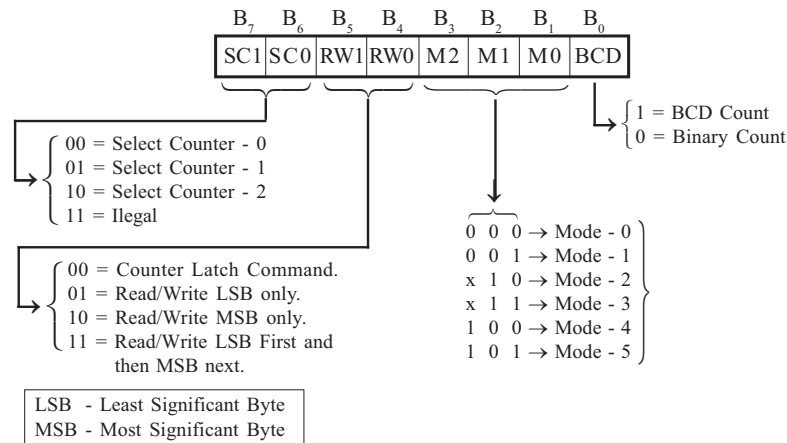 B7 B6 B5 B4 B3 B2 B1 B0
SC1 SC0 RW1 RW0 M2 M1 M0 BCD
1 = BCD Count
0 = Binary Count
00 = Select Counter - 0
01 = Select Counter - 1
10 = Select Counter - 2
11 = Ilegal
0 0 0 → Mode - 0
0 0 1 → Mode - 1
x 1 0 → Mode - 2
x 1 1 → Mode - 3
1 0 0 → Mode - 4
1 0 1 → Mode - 5
00 = Counter Latch Command.
01 = Read/Write LSB only.
10 = Read/Write MSB only.
11 = Read/Write LSB First and
then MSB next.
LSB - Least Significant Byte
MSB - Most Significant Byte